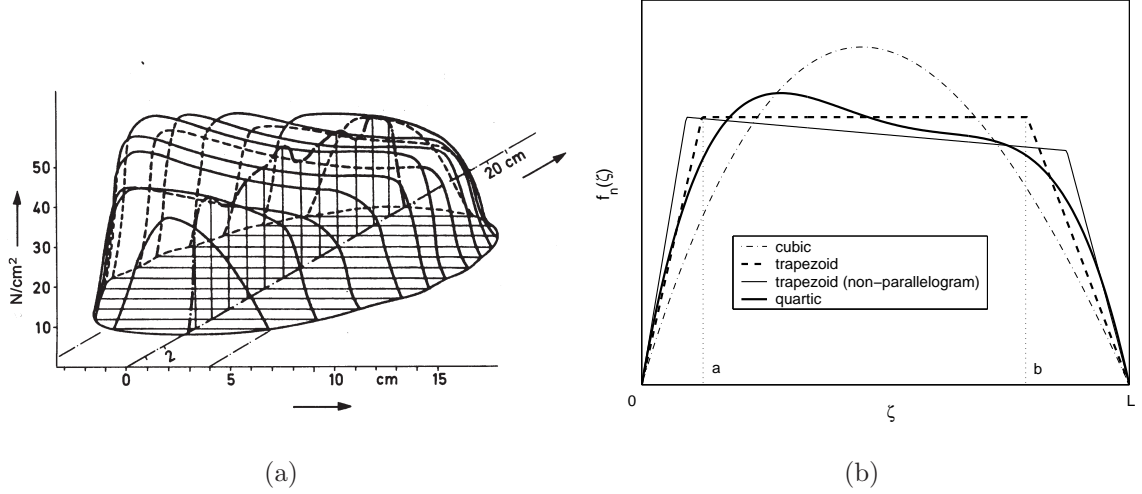 50
40
30
20
10
N/cm²
0
5
10
cm
15
2
20 cm
(a)
f_n(ζ)
cubic
trapezoid
trapezoid (non−parallelogram)
quartic
a
b
0
ζ
L
(b)